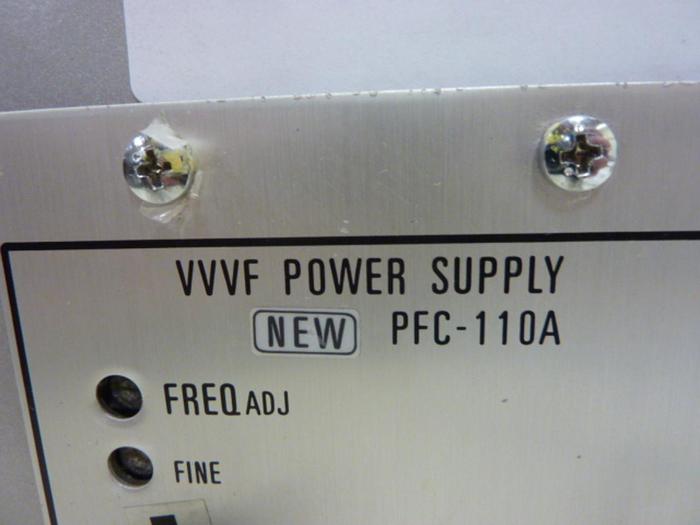 VVVF POWER SUPPLY
NEW PFC-110A
FREQ ADJ
FINE